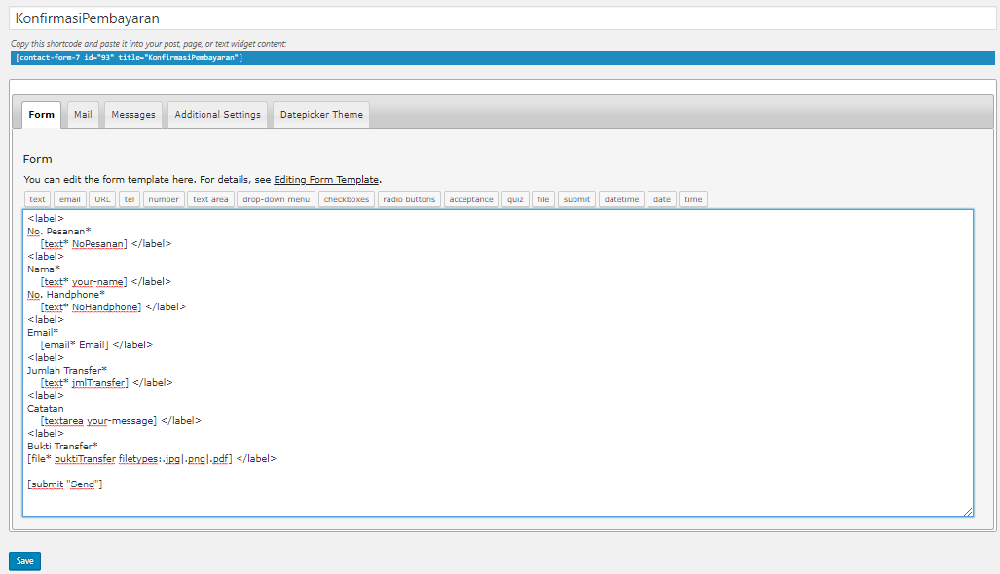 KonfirmasiPembayaran
Copy this shortcode and paste it into your post, page, or text widget content:
[contact-form-7 id="93" title="KonfirmasiPembayaran"]
Form Mail Messages Additional Settings Datepicker Theme
Form
You can edit the form template here. For details, see Editing Form Template.
text email URL tel number text area drop-down menu checkboxes radio buttons acceptance quiz file submit datetime date time
<label>
No. Pesanan*
[text* NoPesanan] </label>
<label>
Nama*
[text* your-name] </label>
No. Handphone*
[text* NoHandphone] </label>
<label>
Email*
[email* Email] </label>
<label>
Jumlah Transfer*
[text* jmlTransfer] </label>
<label>
Catatan
[textarea your-message] </label>
<label>
Bukti Transfer*
[file* buktiTransfer filetypes:.jpg|.png|.pdf] </label>
[submit "Send"]
Save